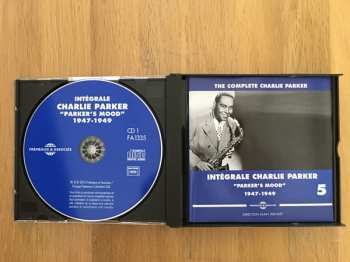 INTÉGRALE
CHARLIE PARKER
"PARKER'S MOOD"
1947-1949
CD 1
FA1335
FRÉMEAUX & ASSOCIÉS
THE COMPLETE CHARLIE PARKER
INTÉGRALE CHARLIE PARKER
"PARKER'S MOOD"
1947-1949
5